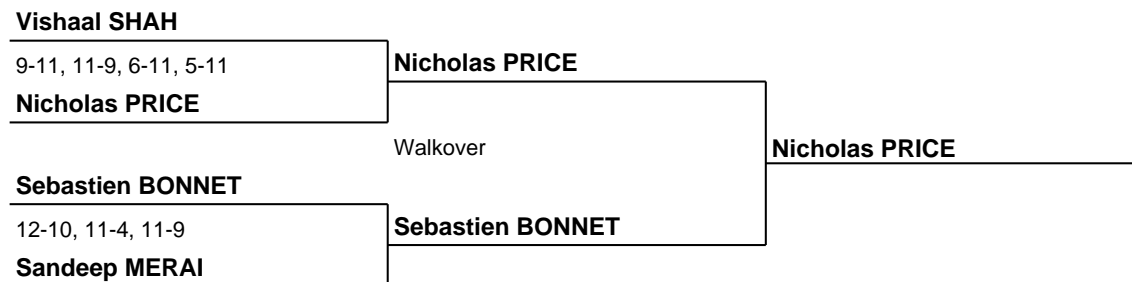 Vishaal SHAH
9-11, 11-9, 6-11, 5-11
Nicholas PRICE
Nicholas PRICE
Walkover
Nicholas PRICE
Sebastien BONNET
12-10, 11-4, 11-9
Sebastien BONNET
Sandeep MERAI